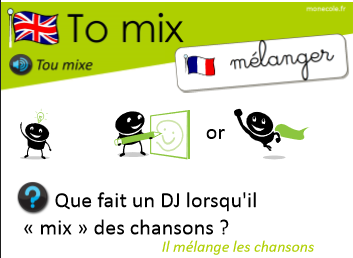 monecole.fr
To mix
Tou mixe
mélanger
or
? Que fait un DJ lorsqu'il
« mix » des chansons ?
Il mélange les chansons